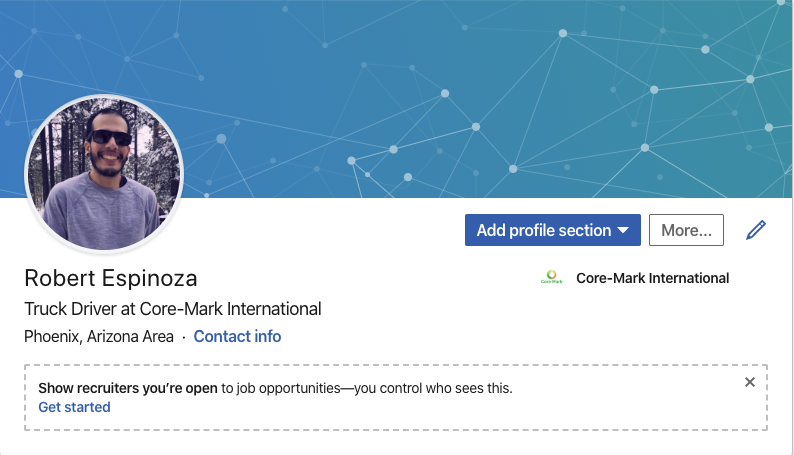 Add profile section
More...
Robert Espinoza
Core-Mark
Core-Mark International
Truck Driver at Core-Mark International
Phoenix, Arizona Area · Contact info
Show recruiters you're open to job opportunities—you control who sees this.
Get started